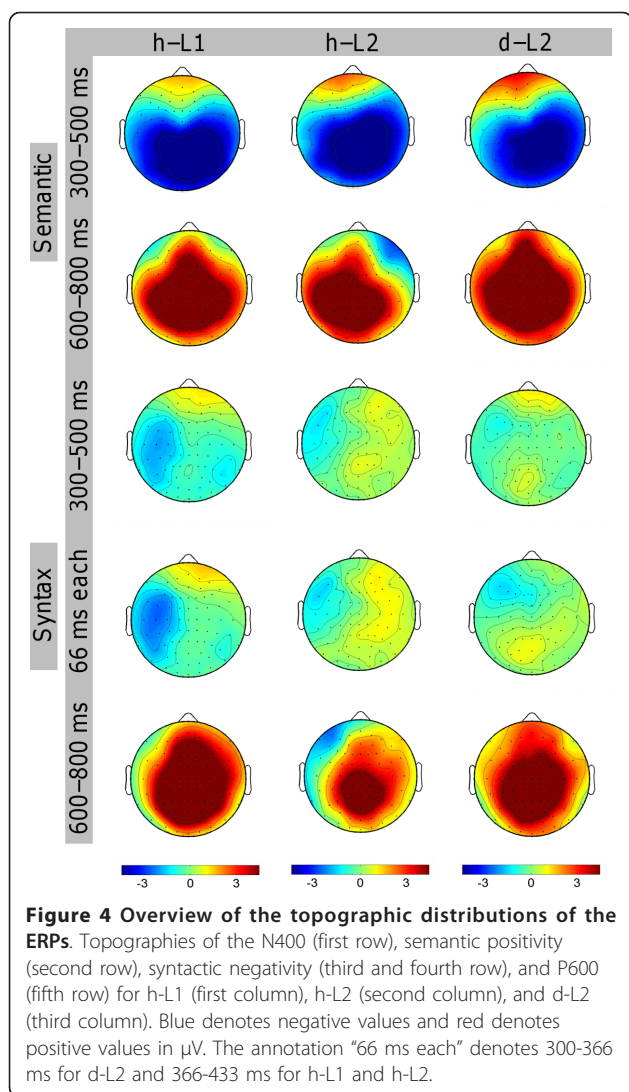 h–L1 h–L2 d–L2
Semantic
300–500 ms
600–800 ms
Syntax
300–500 ms
66 ms each
600–800 ms
-3 0 3 -3 0 3 -3 0 3
Figure 4 Overview of the topographic distributions of the
ERPs. Topographies of the N400 (first row), semantic positivity
(second row), syntactic negativity (third and fourth row), and P600
(fifth row) for h-L1 (first column), h-L2 (second column), and d-L2
(third column). Blue denotes negative values and red denotes
positive values in μV. The annotation “66 ms each” denotes 300-366
ms for d-L2 and 366-433 ms for h-L1 and h-L2.